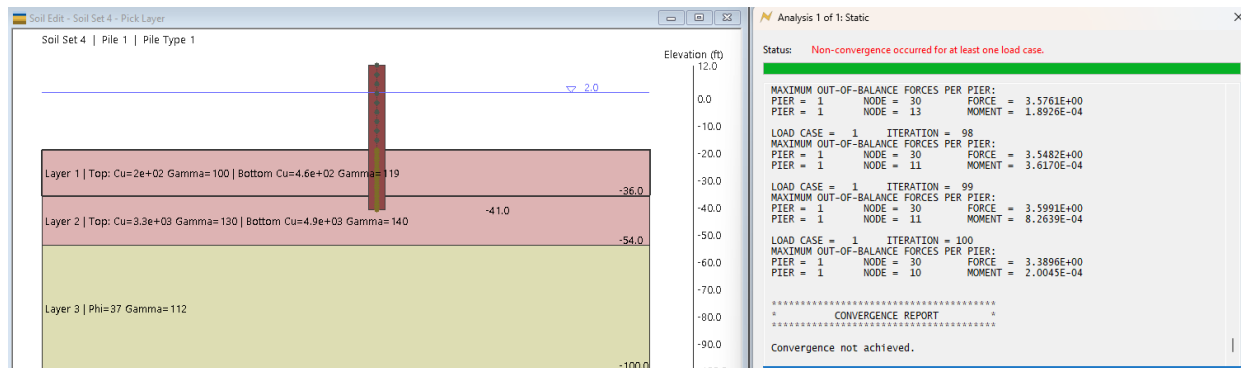 Soil Edit - Soil Set 4 - Pick Layer
Soil Set 4 | Pile 1 | Pile Type 1
Elevation (ft)
12.0
2.0
0.0
-10.0
-20.0
Layer 1 | Top: Cu=2e+02 Gamma=100 | Bottom Cu=4.6e+02 Gamma=119
-30.0
-36.0
-40.0
-41.0
Layer 2 | Top: Cu=3.3e+03 Gamma=130 | Bottom Cu=4.9e+03 Gamma=140
-50.0
-54.0
-60.0
-70.0
Layer 3 | Phi=37 Gamma=112
-80.0
-90.0
-100.0
Analysis 1 of 1: Static
Status: Non-convergence occurred for at least one load case.
MAXIMUM OUT-OF-BALANCE FORCES PER PIER:
PIER = 1 NODE = 30 FORCE = 3.5761E+00
PIER = 1 NODE = 13 MOMENT = 1.8926E-04
LOAD CASE = 1 ITERATION = 98
MAXIMUM OUT-OF-BALANCE FORCES PER PIER:
PIER = 1 NODE = 30 FORCE = 3.5482E+00
PIER = 1 NODE = 11 MOMENT = 3.6170E-04
LOAD CASE = 1 ITERATION = 99
MAXIMUM OUT-OF-BALANCE FORCES PER PIER:
PIER = 1 NODE = 30 FORCE = 3.5991E+00
PIER = 1 NODE = 11 MOMENT = 8.2639E-04
LOAD CASE = 1 ITERATION = 100
MAXIMUM OUT-OF-BALANCE FORCES PER PIER:
PIER = 1 NODE = 30 FORCE = 3.3896E+00
PIER = 1 NODE = 10 MOMENT = 2.0045E-04
***************************************
* CONVERGENCE REPORT *
***************************************
Convergence not achieved.